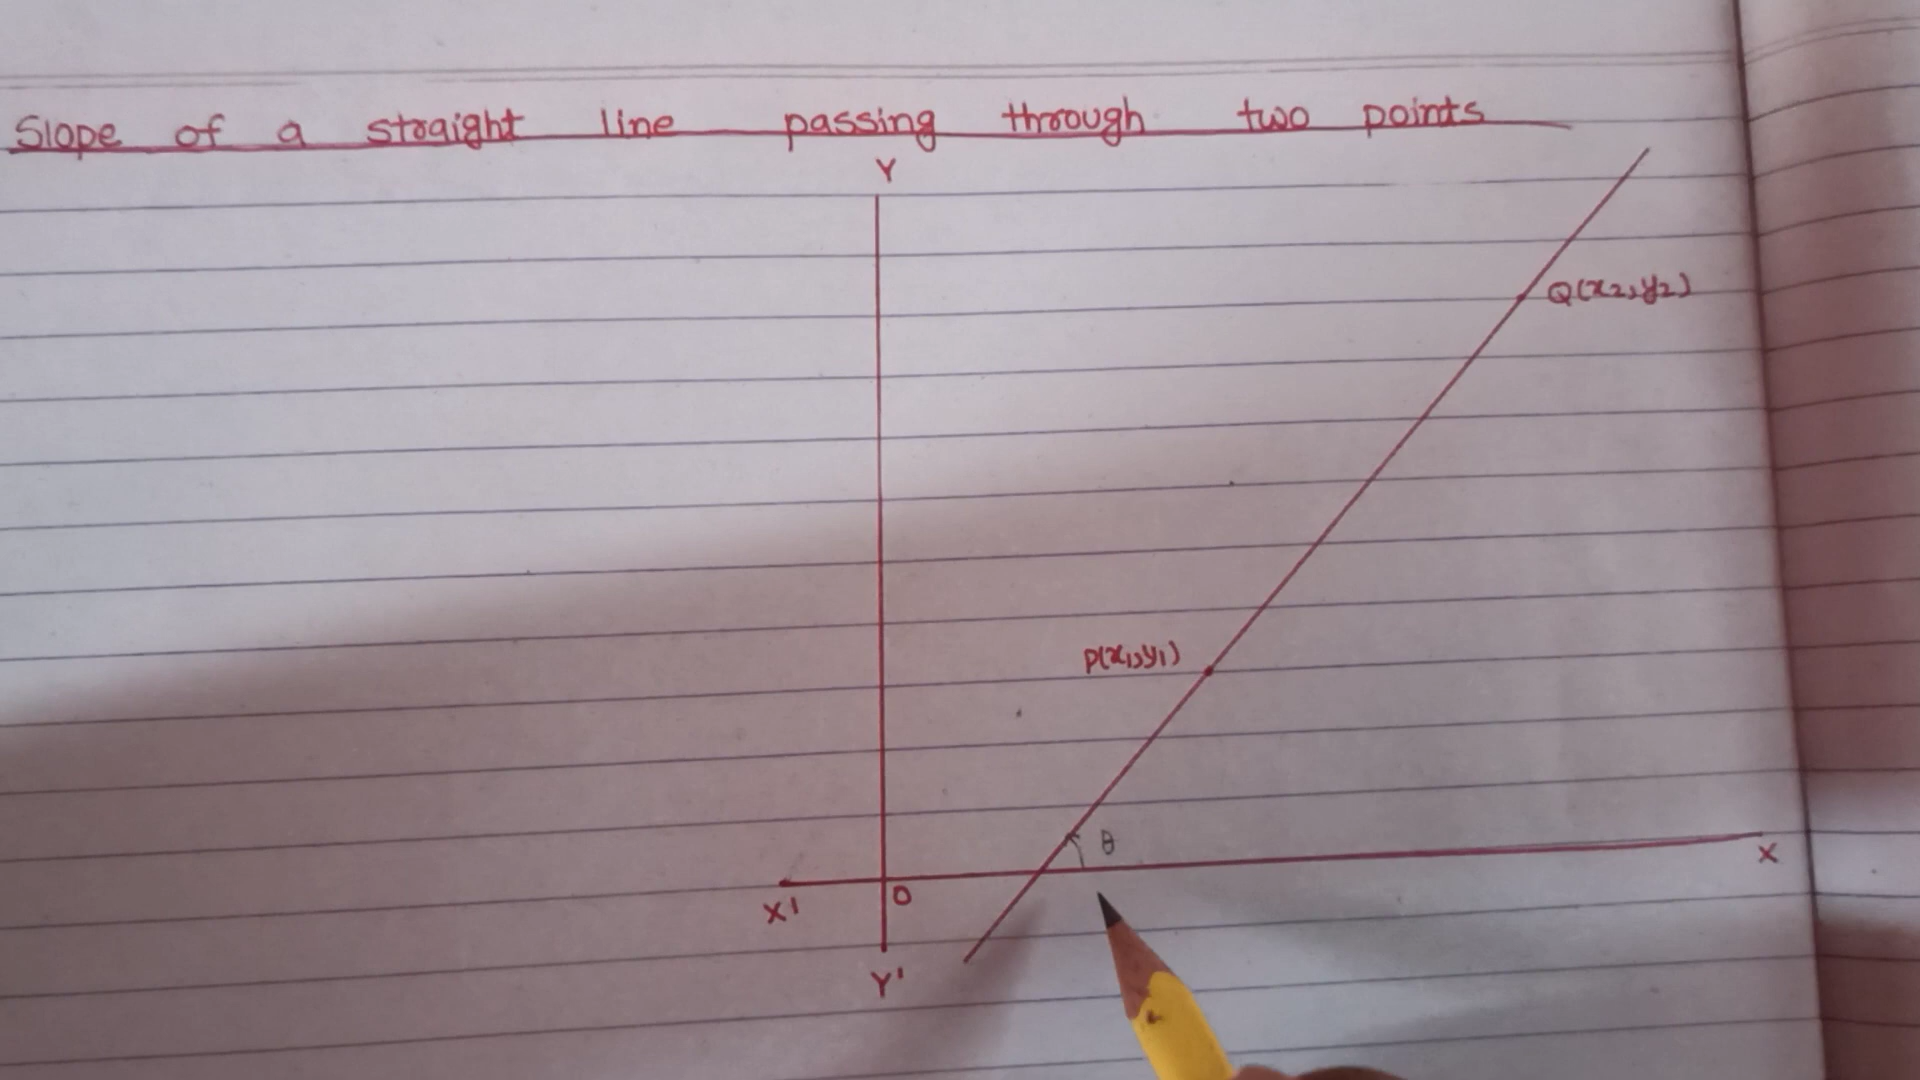 Slope of a straight line passing through two points
Y
Q(x2,y2)
P(x1,y1)
θ
X
X'
O
Y'